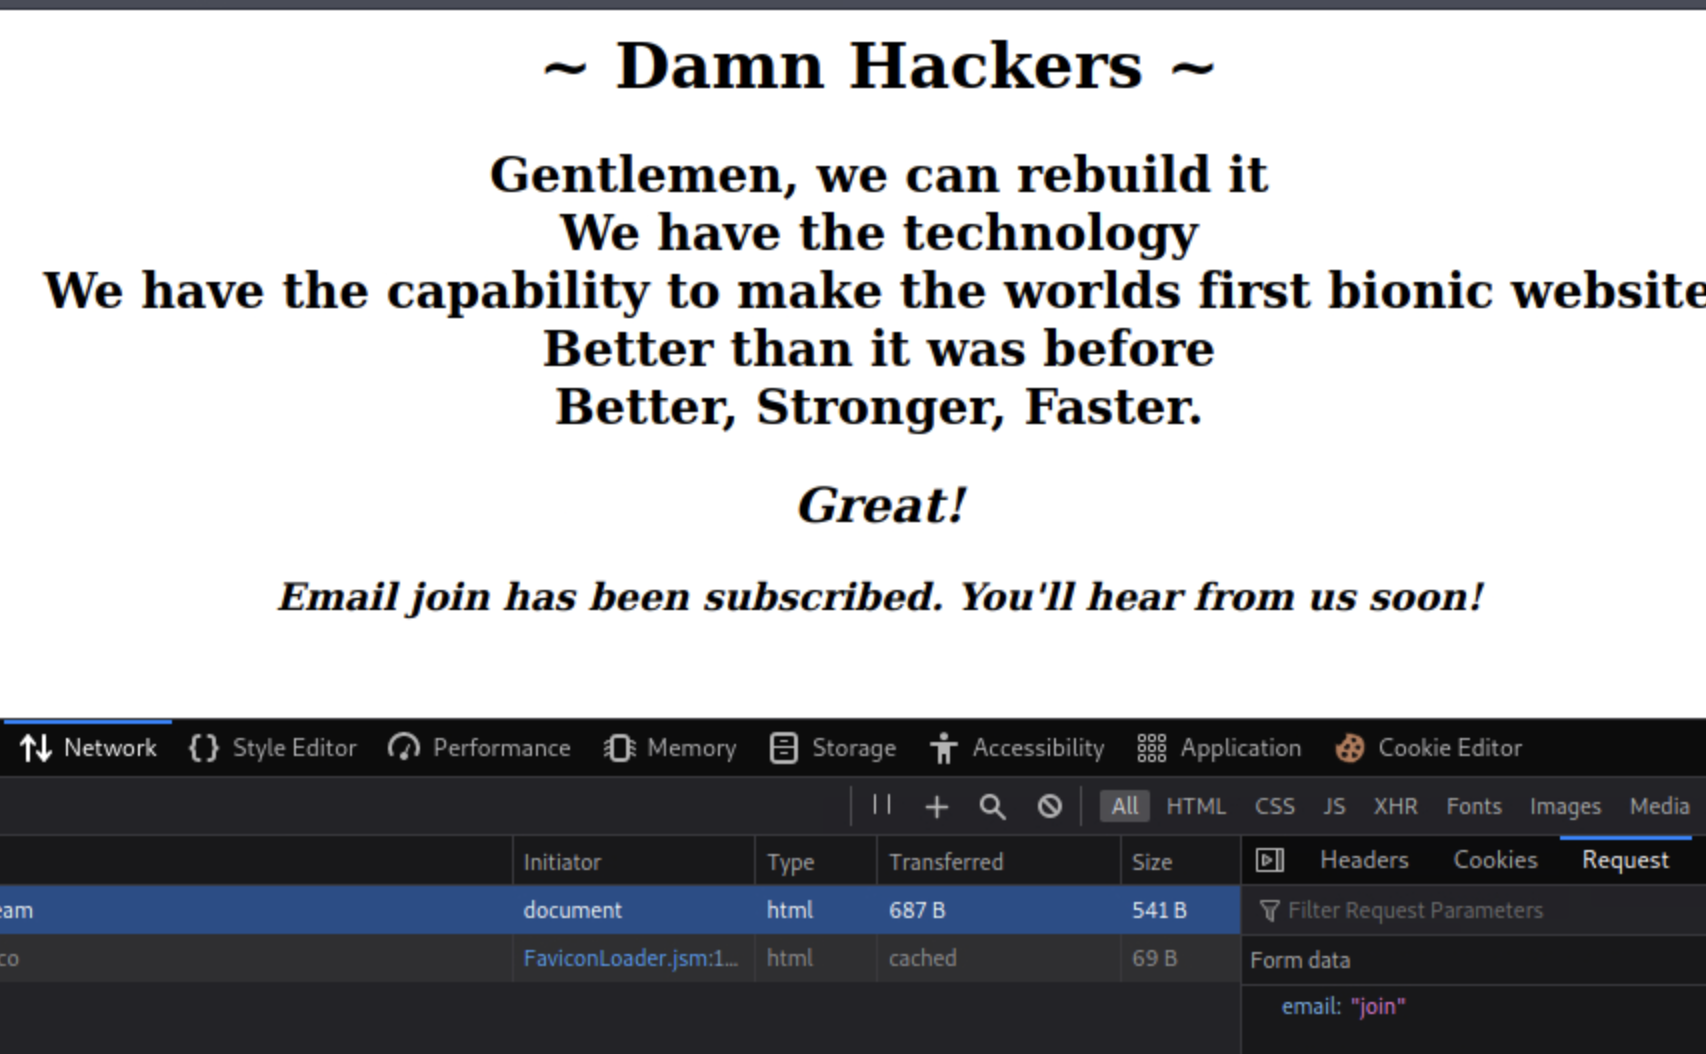 ~ Damn Hackers ~
Gentlemen, we can rebuild it
We have the technology
We have the capability to make the worlds first bionic website
Better than it was before
Better, Stronger, Faster.
Great!
Email join has been subscribed. You'll hear from us soon!
Network {} Style Editor Performance Memory Storage Accessibility Application Cookie Editor
All HTML CSS JS XHR Fonts Images Media
Initiator Type Transferred Size Headers Cookies Request
eam document html 687 B 541 B Filter Request Parameters
co FaviconLoader.jsm:1... html cached 69 B Form data
email: "join"